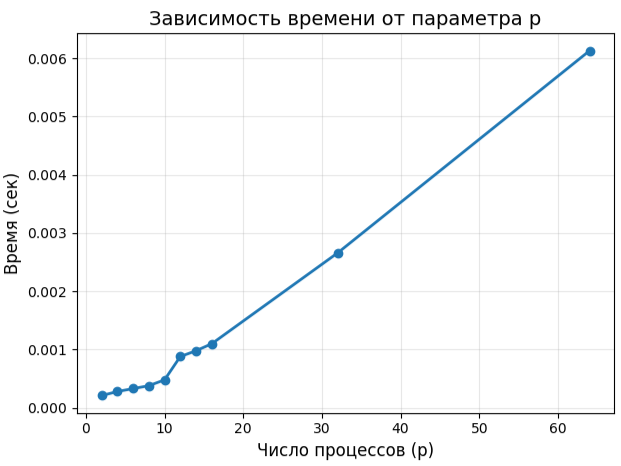 Зависимость времени от параметра p
0.006
0.005
0.004
0.003
0.002
0.001
0.000
Время (сек)
0 10 20 30 40 50 60
Число процессов (p)